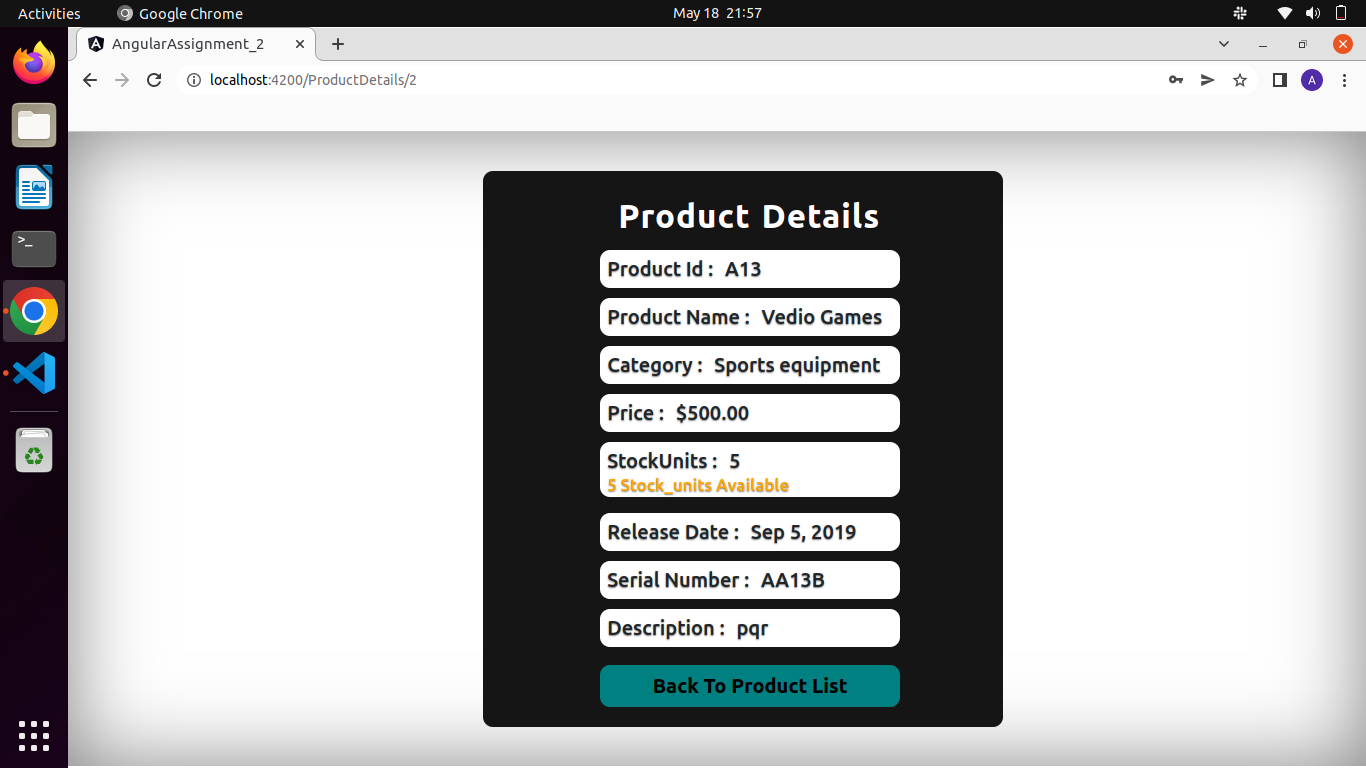 Activities Google Chrome May 18 21:57
AngularAssignment_2
localhost:4200/ProductDetails/2 A
>_
Product Details
Product Id : A13
Product Name : Vedio Games
Category : Sports equipment
Price : $500.00
StockUnits : 5
5 Stock_units Available
Release Date : Sep 5, 2019
Serial Number : AA13B
Description : pqr
Back To Product List